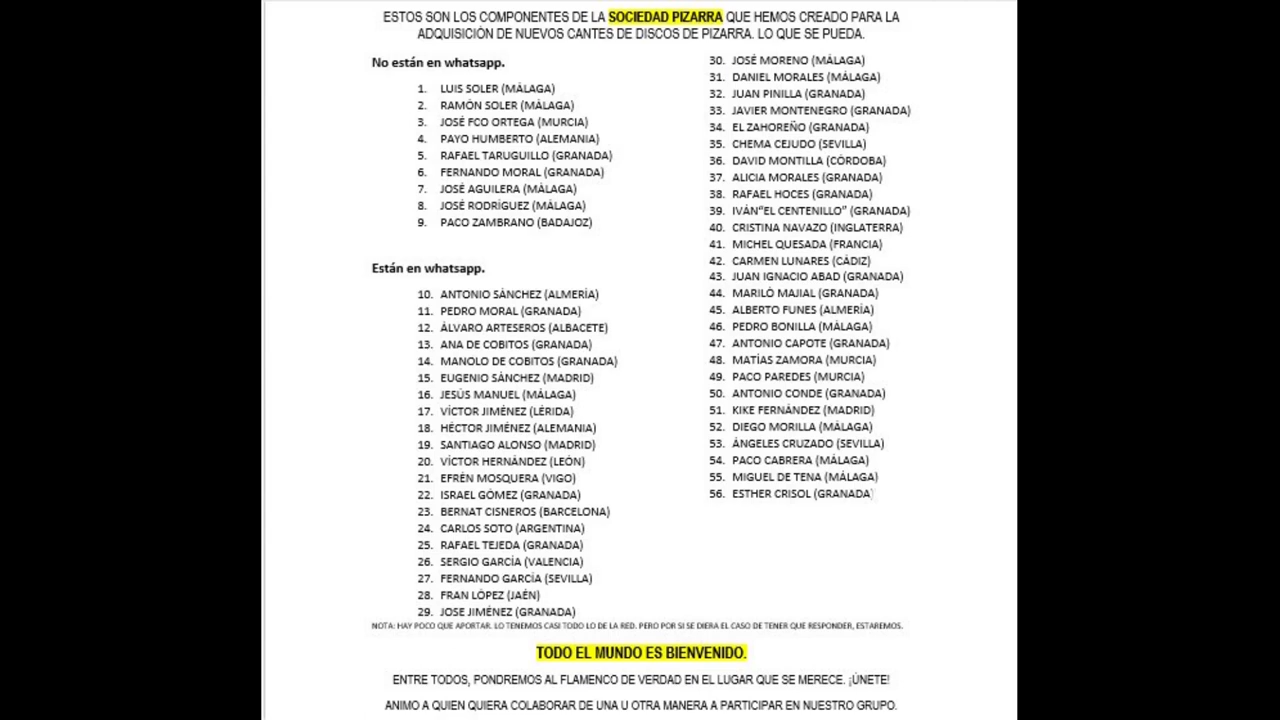 ESTOS SON LOS COMPONENTES DE LA SOCIEDAD PIZARRA QUE HEMOS CREADO PARA LA
ADQUISICIÓN DE NUEVOS CANTES DE DISCOS DE PIZARRA. LO QUE SE PUEDA.
No están en whatsapp.
1. LUIS SOLER (MÁLAGA)
2. RAMÓN SOLER (MÁLAGA)
3. JOSÉ FCO ORTEGA (MURCIA)
4. PAYO HUMBERTO (ALEMANIA)
5. RAFAEL TARUGUILLO (GRANADA)
6. FERNANDO MORAL (GRANADA)
7. JOSÉ AGUILERA (MÁLAGA)
8. JOSÉ RODRÍGUEZ (MÁLAGA)
9. PACO ZAMBRANO (BADAJOZ)
Están en whatsapp.
10. ANTONIO SÁNCHEZ (ALMERÍA)
11. PEDRO MORAL (GRANADA)
12. ÁLVARO ARTESEROS (ALBACETE)
13. ANA DE COBITOS (GRANADA)
14. MANOLO DE COBITOS (GRANADA)
15. EUGENIO SÁNCHEZ (MADRID)
16. JESÚS MANUEL (MÁLAGA)
17. VÍCTOR JIMÉNEZ (LÉRIDA)
18. HÉCTOR JIMÉNEZ (ALEMANIA)
19. SANTIAGO ALONSO (MADRID)
20. VÍCTOR HERNÁNDEZ (LEÓN)
21. EFRÉN MOSQUERA (VIGO)
22. ISRAEL GÓMEZ (GRANADA)
23. BERNAT CISNEROS (BARCELONA)
24. CARLOS SOTO (ARGENTINA)
25. RAFAEL TEJEDA (GRANADA)
26. SERGIO GARCÍA (VALENCIA)
27. FERNANDO GARCÍA (SEVILLA)
28. FRAN LÓPEZ (JAÉN)
29. JOSE JIMÉNEZ (GRANADA)
30. JOSÉ MORENO (MÁLAGA)
31. DANIEL MORALES (MÁLAGA)
32. JUAN PINILLA (GRANADA)
33. JAVIER MONTENEGRO (GRANADA)
34. EL ZAHOREÑO (GRANADA)
35. CHEMA CEJUDO (SEVILLA)
36. DAVID MONTILLA (CÓRDOBA)
37. ALICIA MORALES (GRANADA)
38. RAFAEL HOCES (GRANADA)
39. IVÁN"EL CENTENILLO" (GRANADA)
40. CRISTINA NAVAZO (INGLATERRA)
41. MICHEL QUESADA (FRANCIA)
42. CARMEN LUNARES (CÁDIZ)
43. JUAN IGNACIO ABAD (GRANADA)
44. MARILÓ MAJIAL (GRANADA)
45. ALBERTO FUNES (ALMERÍA)
46. PEDRO BONILLA (MÁLAGA)
47. ANTONIO CAPOTE (GRANADA)
48. MATÍAS ZAMORA (MURCIA)
49. PACO PAREDES (MURCIA)
50. ANTONIO CONDE (GRANADA)
51. KIKE FERNÁNDEZ (MADRID)
52. DIEGO MORILLA (MÁLAGA)
53. ÁNGELES CRUZADO (SEVILLA)
54. PACO CABRERA (MÁLAGA)
55. MIGUEL DE TENA (MÁLAGA)
56. ESTHER CRISOL (GRANADA)
NOTA: HAY POCO QUE APORTAR. LO TENEMOS CASI TODO LO DE LA RED. PERO POR SI SE DIERA EL CASO DE TENER QUE RESPONDER, ESTAREMOS.
TODO EL MUNDO ES BIENVENIDO.
ENTRE TODOS, PONDREMOS AL FLAMENCO DE VERDAD EN EL LUGAR QUE SE MERECE. ¡ÚNETE!
ANIMO A QUIEN QUIERA COLABORAR DE UNA U OTRA MANERA A PARTICIPAR EN NUESTRO GRUPO.